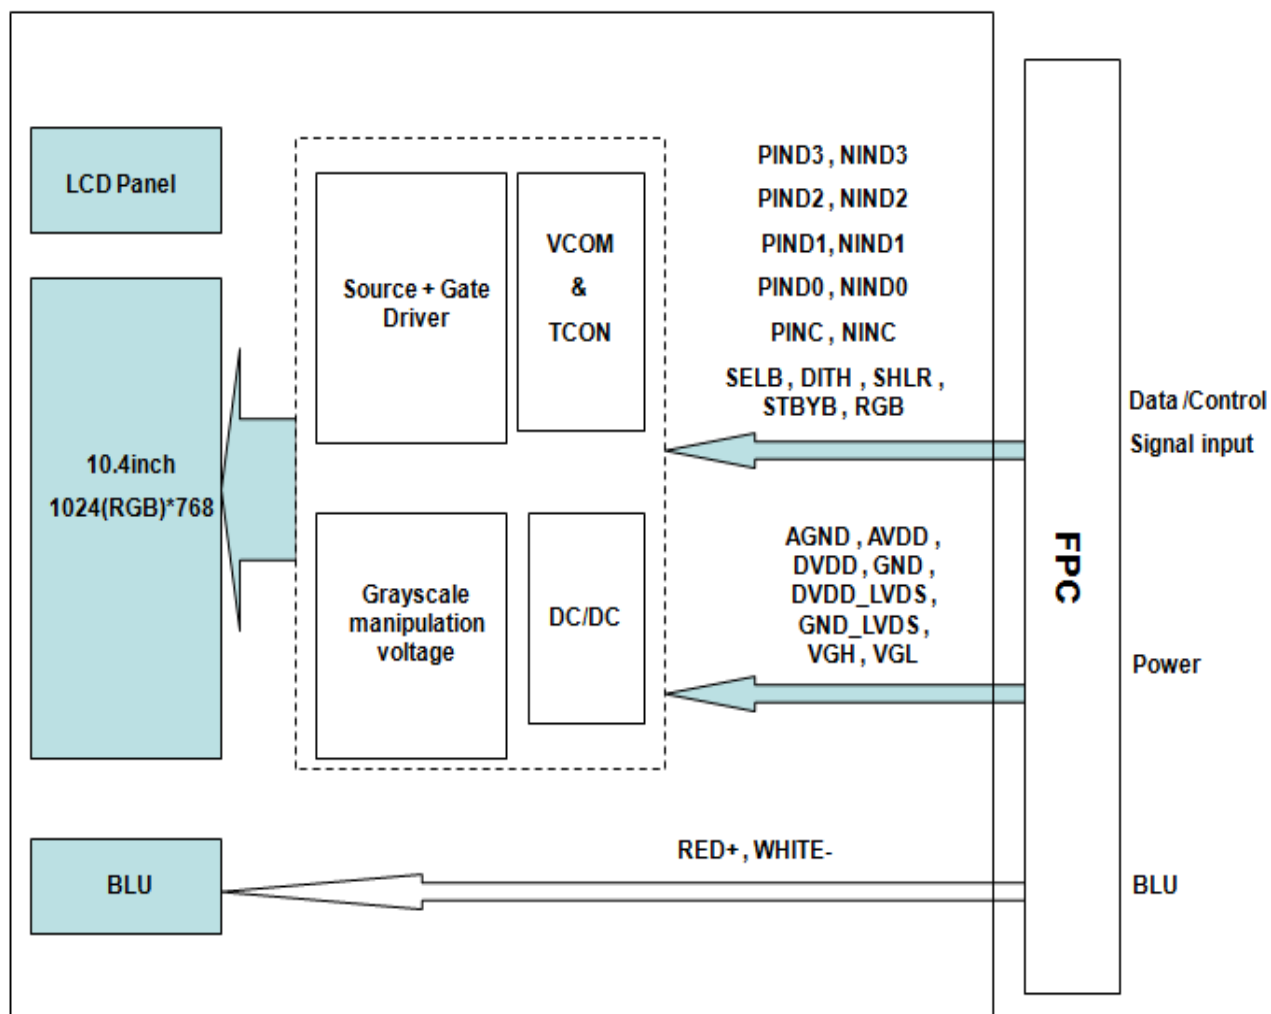 LCD Panel
10.4inch
1024(RGB)*768
BLU
Source + Gate
Driver
VCOM
&
TCON
Grayscale
manipulation
voltage
DC/DC
PIND3 , NIND3
PIND2 , NIND2
PIND1, NIND1
PIND0 , NIND0
PINC , NINC
SELB , DITH , SHLR ,
STBYB , RGB
AGND , AVDD ,
DVDD , GND ,
DVDD_LVDS ,
GND_LVDS ,
VGH , VGL
RED+ , WHITE-
FPC
Data /Control
Signal input
Power
BLU